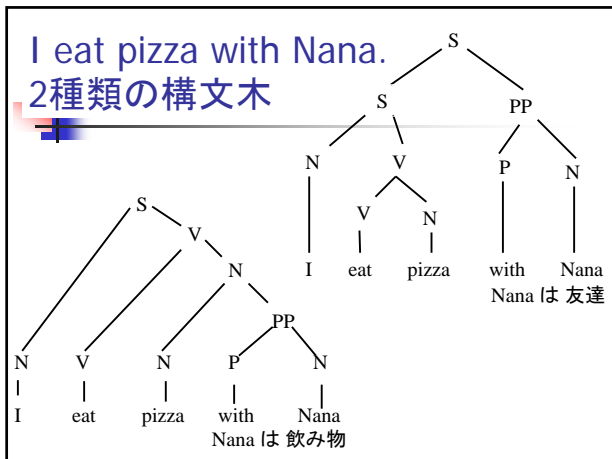 I eat pizza with Nana.
2種類の構文木
S
S PP
N V P N
V N
I eat pizza with Nana
Nana は 友達
S
V
N
PP
N V N P N
I eat pizza with Nana
Nana は 飲み物